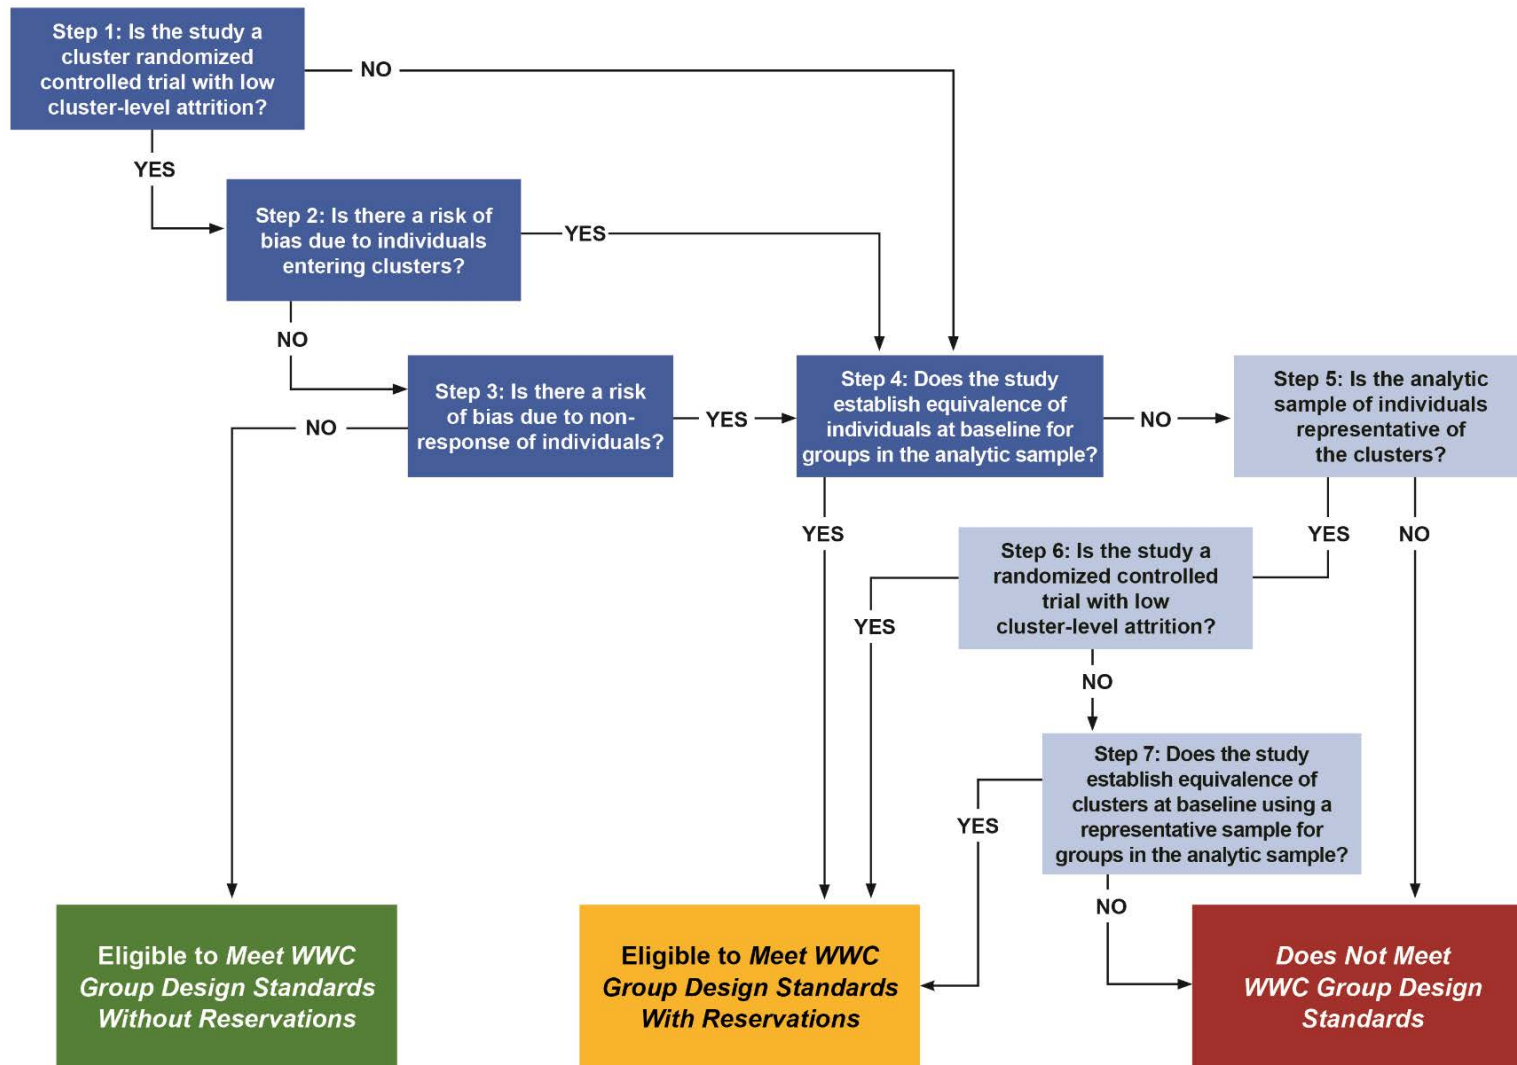 Step 1: Is the study a
cluster randomized
controlled trial with low
cluster-level attrition?
NO
YES
Step 2: Is there a risk of
bias due to individuals
entering clusters?
YES
NO
Step 3: Is there a risk
of bias due to non-
response of individuals?
NO
YES
Step 4: Does the study
establish equivalence of
individuals at baseline for
groups in the analytic sample?
NO
YES
Step 5: Is the analytic
sample of individuals
representative of
the clusters?
YES
NO
Step 6: Is the study a
randomized controlled
trial with low
cluster-level attrition?
YES
NO
Step 7: Does the study
establish equivalence of
clusters at baseline using a
representative sample for
groups in the analytic sample?
YES
NO
Eligible to Meet WWC
Group Design Standards
Without Reservations
Eligible to Meet WWC
Group Design Standards
With Reservations
Does Not Meet
WWC Group Design
Standards